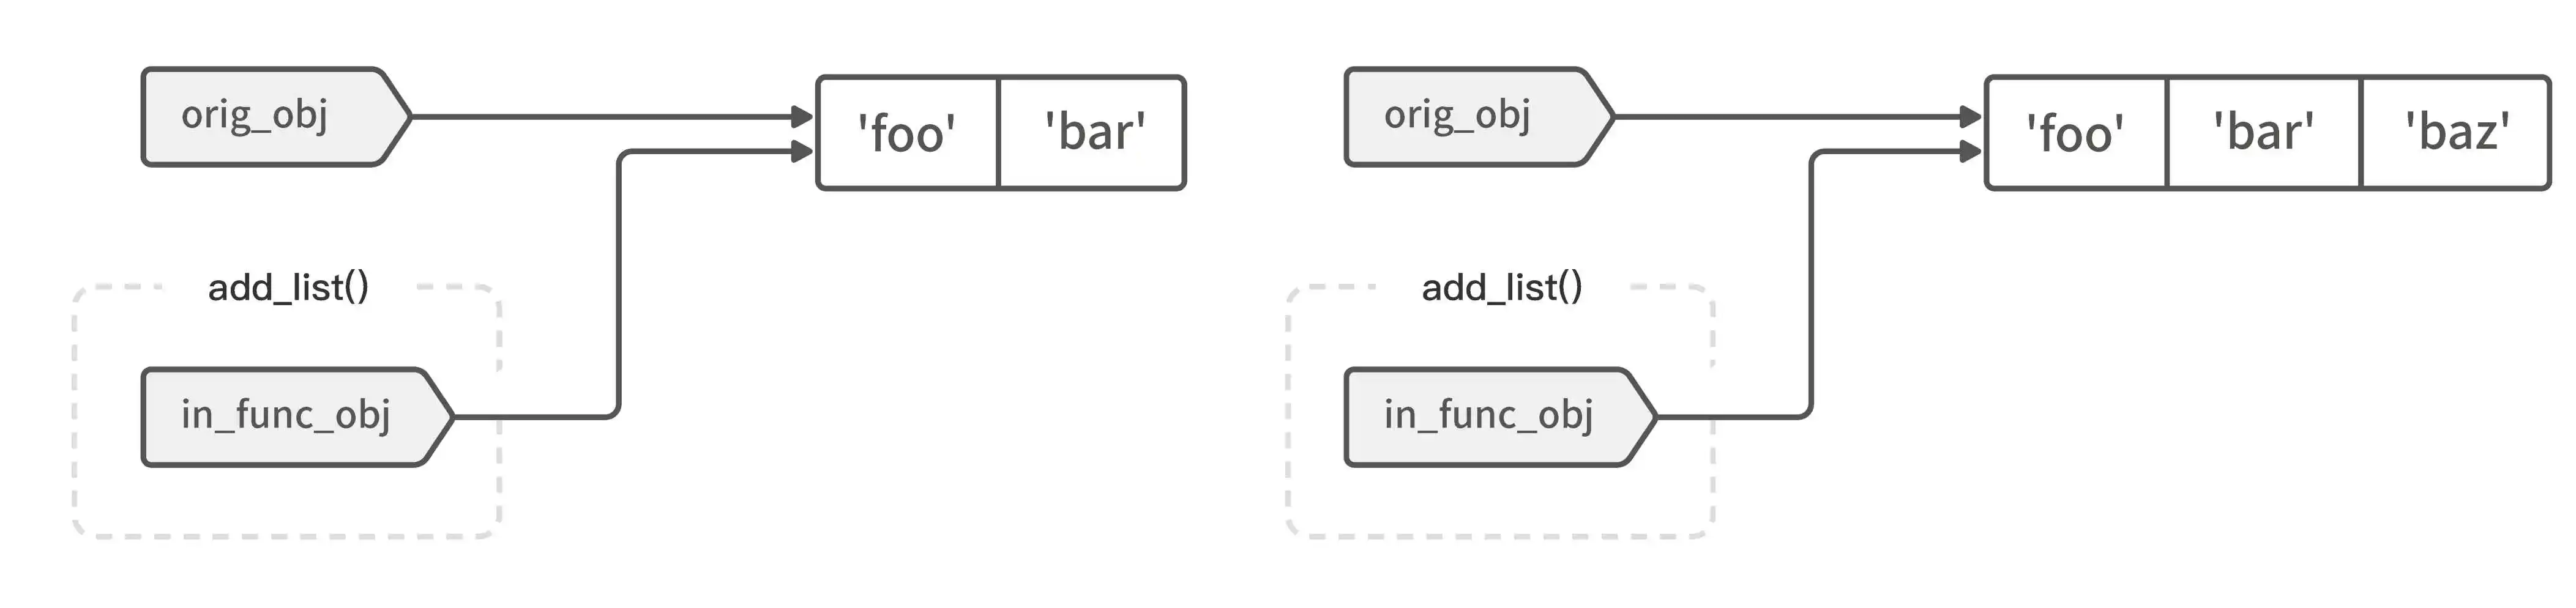 orig_obj
'foo'
'bar'
add_list()
in_func_obj
orig_obj
'foo'
'bar'
'baz'
add_list()
in_func_obj